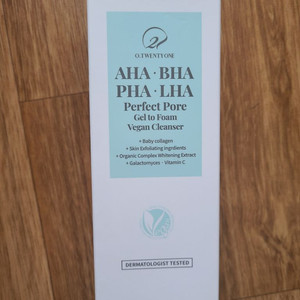 O.TWENTYONE
AHA · BHA
PHA · LHA
Perfect Pore
Gel to Foam
Vegan Cleanser
• Baby collagen
• Skin Exfoliating Ingridients
• Organic Complex Whitening Extract
• Galactomyces · Vitamin C
DERMATOLOGIST TESTED